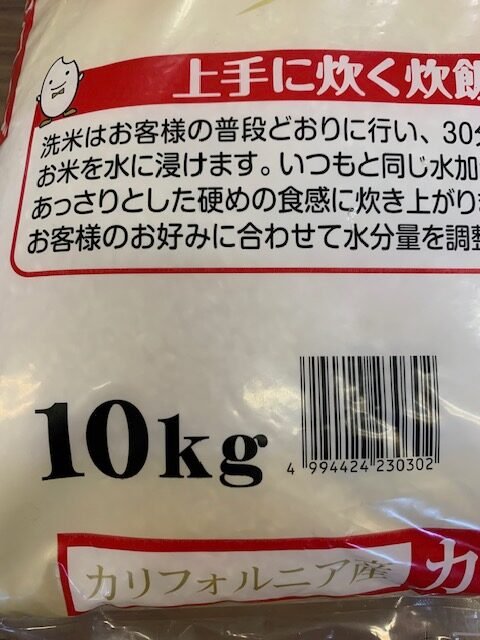 上手に炊く炊飯
洗米はお客様の普段どおりに行い、30分
お米を水に浸けます。いつもと同じ水加
あっさりとした硬めの食感に炊き上がり
お客様のお好みに合わせて水分量を調整
10kg
4 994424 230302
カリフォルニア産
カ